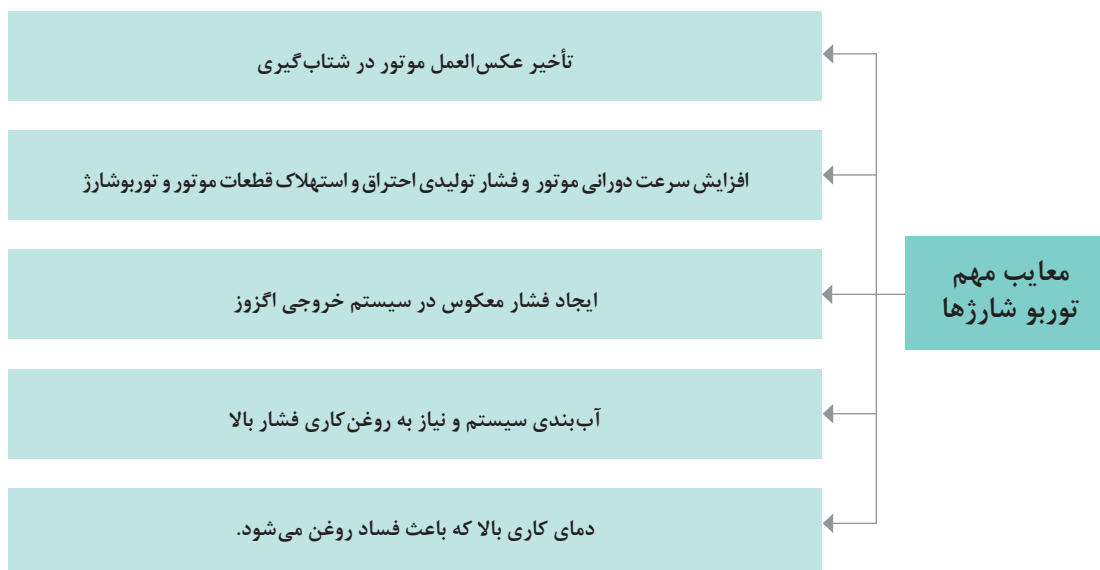 معایب مهم
توربو شارژها
تأخیر عکس‌العمل موتور در شتاب‌گیری
افزایش سرعت دورانی موتور و فشار تولیدی احتراق و استهلاک قطعات موتور و توربوشارژ
ایجاد فشار معکوس در سیستم خروجی اگزوز
آب‌بندی سیستم و نیاز به روغن‌کاری فشار بالا
دمای کاری بالا که باعث فساد روغن می‌شود.